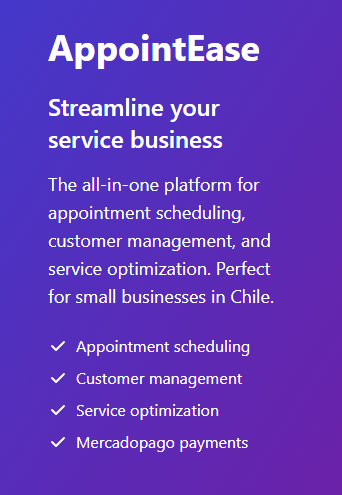 AppointEase
Streamline your
service business
The all-in-one platform for
appointment scheduling,
customer management, and
service optimization. Perfect
for small businesses in Chile.
Appointment scheduling
Customer management
Service optimization
Mercadopago payments